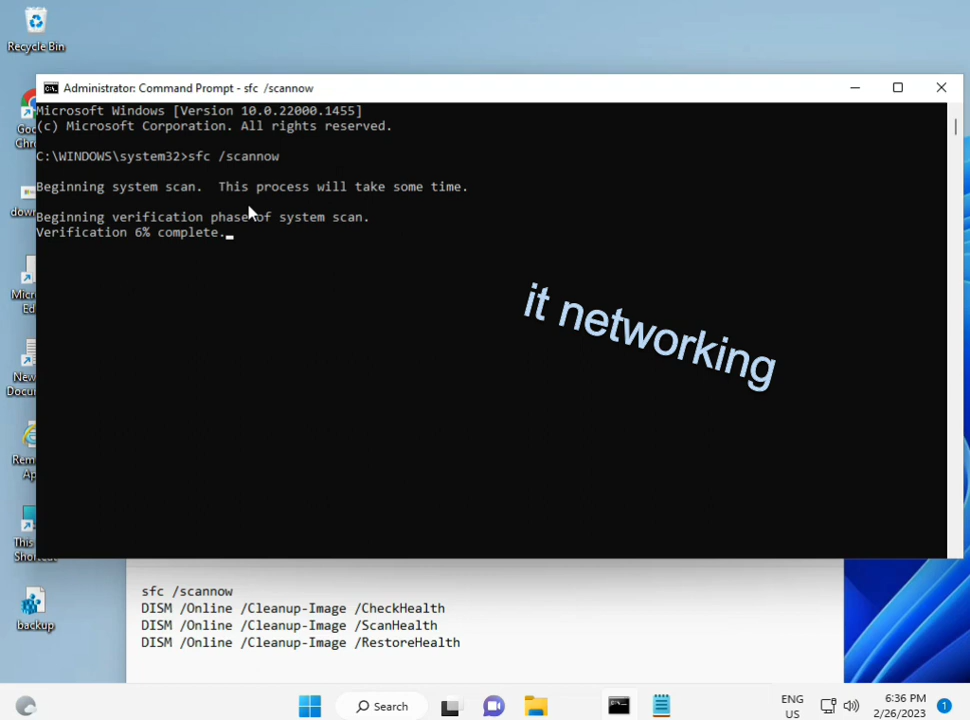 Recycle Bin
Administrator: Command Prompt - sfc /scannow
Microsoft Windows [Version 10.0.22000.1455]
(c) Microsoft Corporation. All rights reserved.
C:\WINDOWS\system32>sfc /scannow
Beginning system scan. This process will take some time.
Beginning verification phase of system scan.
Verification 6% complete.
it networking
sfc /scannow
DISM /Online /Cleanup-Image /CheckHealth
DISM /Online /Cleanup-Image /ScanHealth
DISM /Online /Cleanup-Image /RestoreHealth
backup
Search
ENG
US
6:36 PM
2/26/2023
1